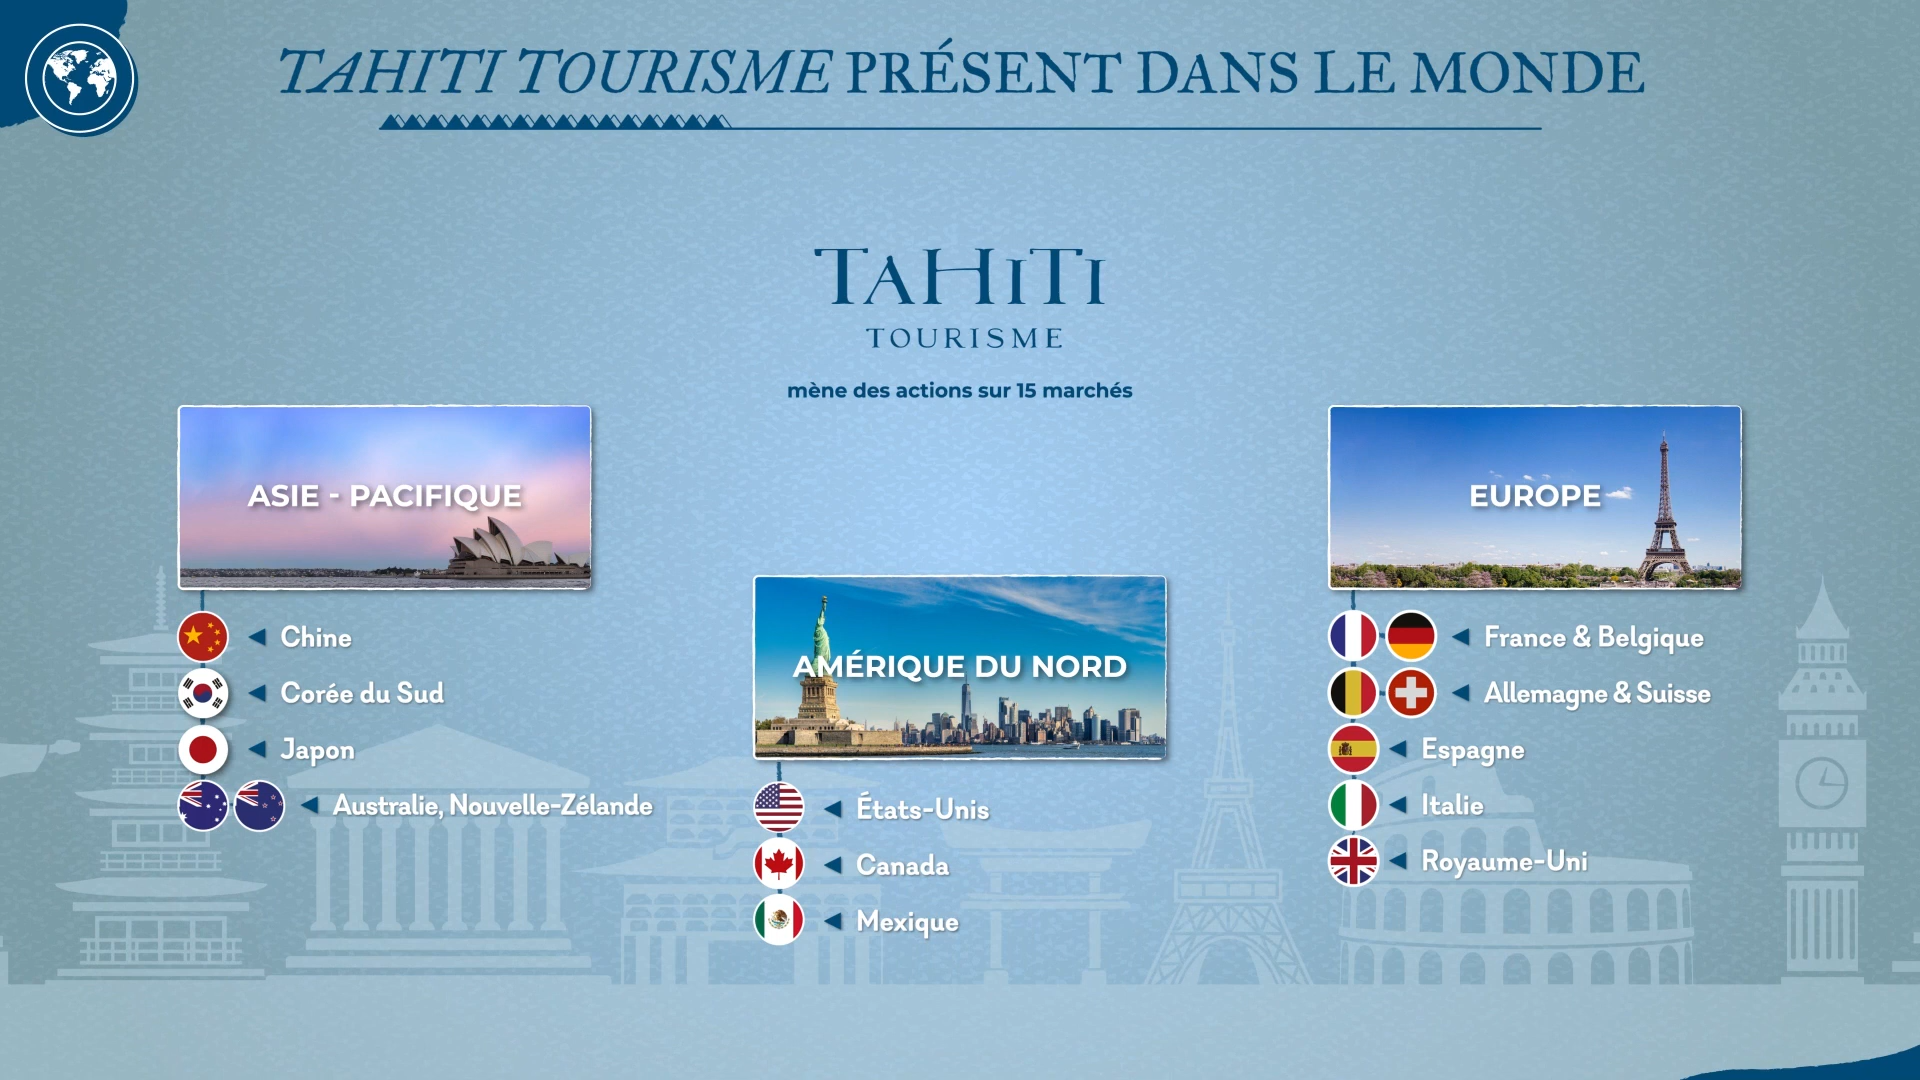 TAHITI TOURISME PRÉSENT DANS LE MONDE
TAHITI
TOURISME
mène des actions sur 15 marchés
ASIE - PACIFIQUE
Chine
Corée du Sud
Japon
Australie, Nouvelle-Zélande
AMÉRIQUE DU NORD
États-Unis
Canada
Mexique
EUROPE
France & Belgique
Allemagne & Suisse
Espagne
Italie
Royaume-Uni